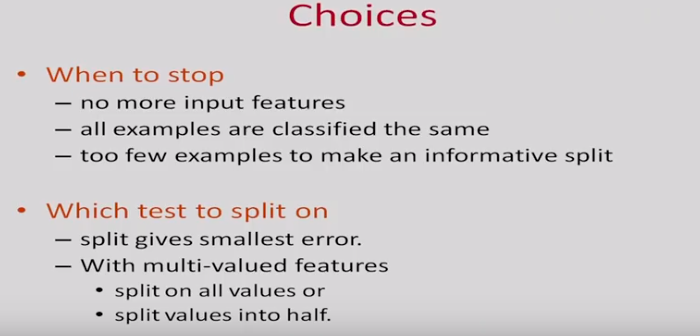 Choices
• When to stop
– no more input features
– all examples are classified the same
– too few examples to make an informative split
• Which test to split on
– split gives smallest error.
– With multi-valued features
• split on all values or
• split values into half.